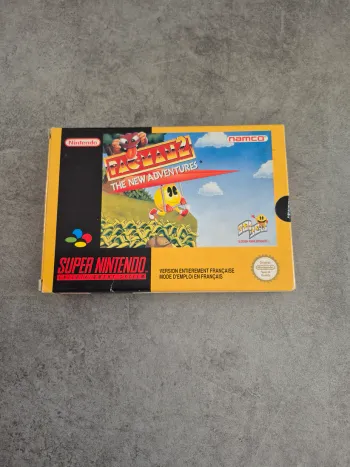 Nintendo
namco
PAC-MAN 2
THE NEW ADVENTURES
SUPER NINTENDO
VERSION ENTIEREMENT FRANÇAISE
MODE D'EMPLOI EN FRANÇAIS